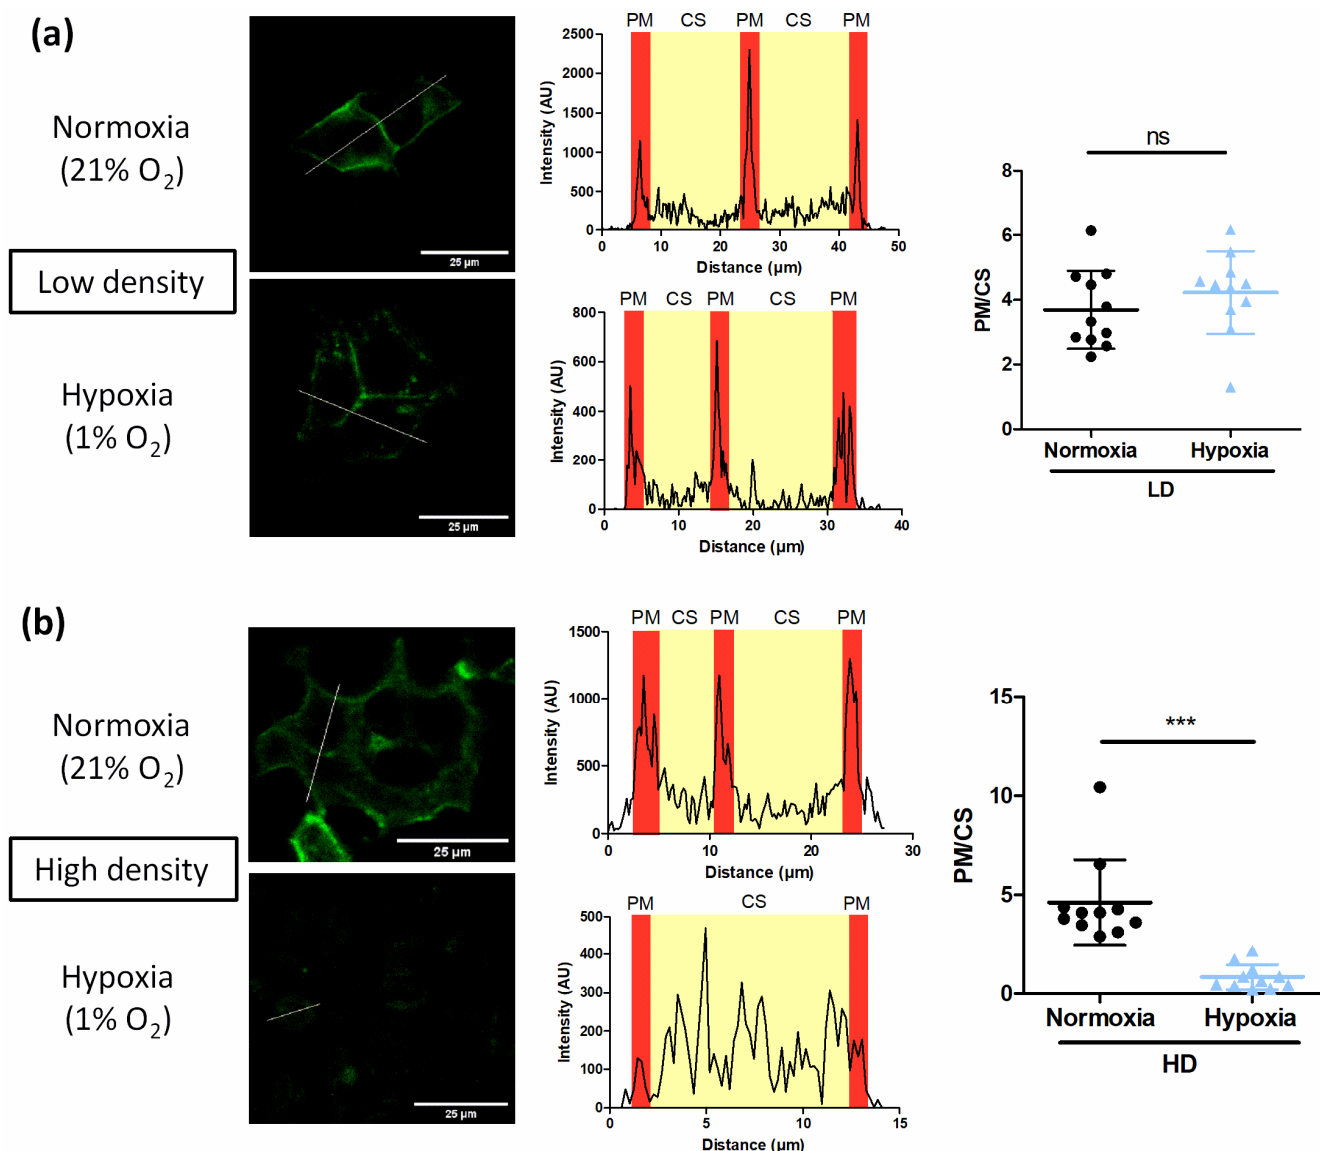 (a)
Normoxia
(21% O2)
Low density
Hypoxia
(1% O2)
25 µm
25 µm
PM CS PM CS PM
2500
2000
1500
1000
500
0
Intensity (AU)
0 10 20 30 40 50
Distance (µm)
PM CS PM CS PM
800
600
400
200
0
Intensity (AU)
0 10 20 30 40
Distance (µm)
ns
8
6
4
2
0
PM/CS
Normoxia Hypoxia
LD
(b)
Normoxia
(21% O2)
High density
Hypoxia
(1% O2)
25 µm
25 µm
PM CS PM CS PM
1500
1000
500
0
Intensity (AU)
0 10 20 30
Distance (µm)
PM CS PM
500
400
300
200
100
0
Intensity (AU)
0 5 10 15
Distance (µm)
***
15
10
5
0
PM/CS
Normoxia Hypoxia
HD